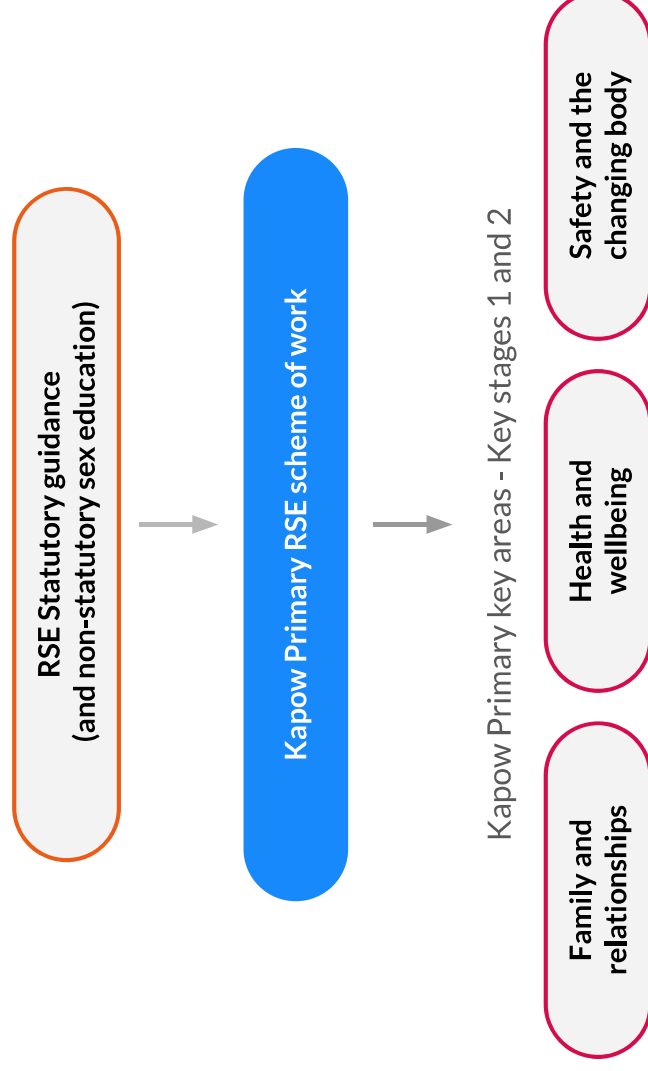 RSE Statutory guidance
(and non-statutory sex education)
Kapow Primary RSE scheme of work
Kapow Primary key areas - Key stages 1 and 2
Family and
relationships
Health and
wellbeing
Safety and the
changing body